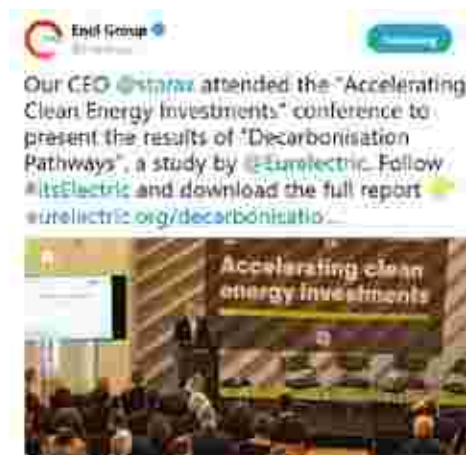 Enel Group
Our CEO @starax attended the "Accelerating
Clean Energy Investments" conference to
present the results of "Decarbonisation
Pathways", a study by @Eurelectric. Follow
#itsElectric and download the full report
eurelectric.org/decarbonisatio...
Accelerating clean
energy investments